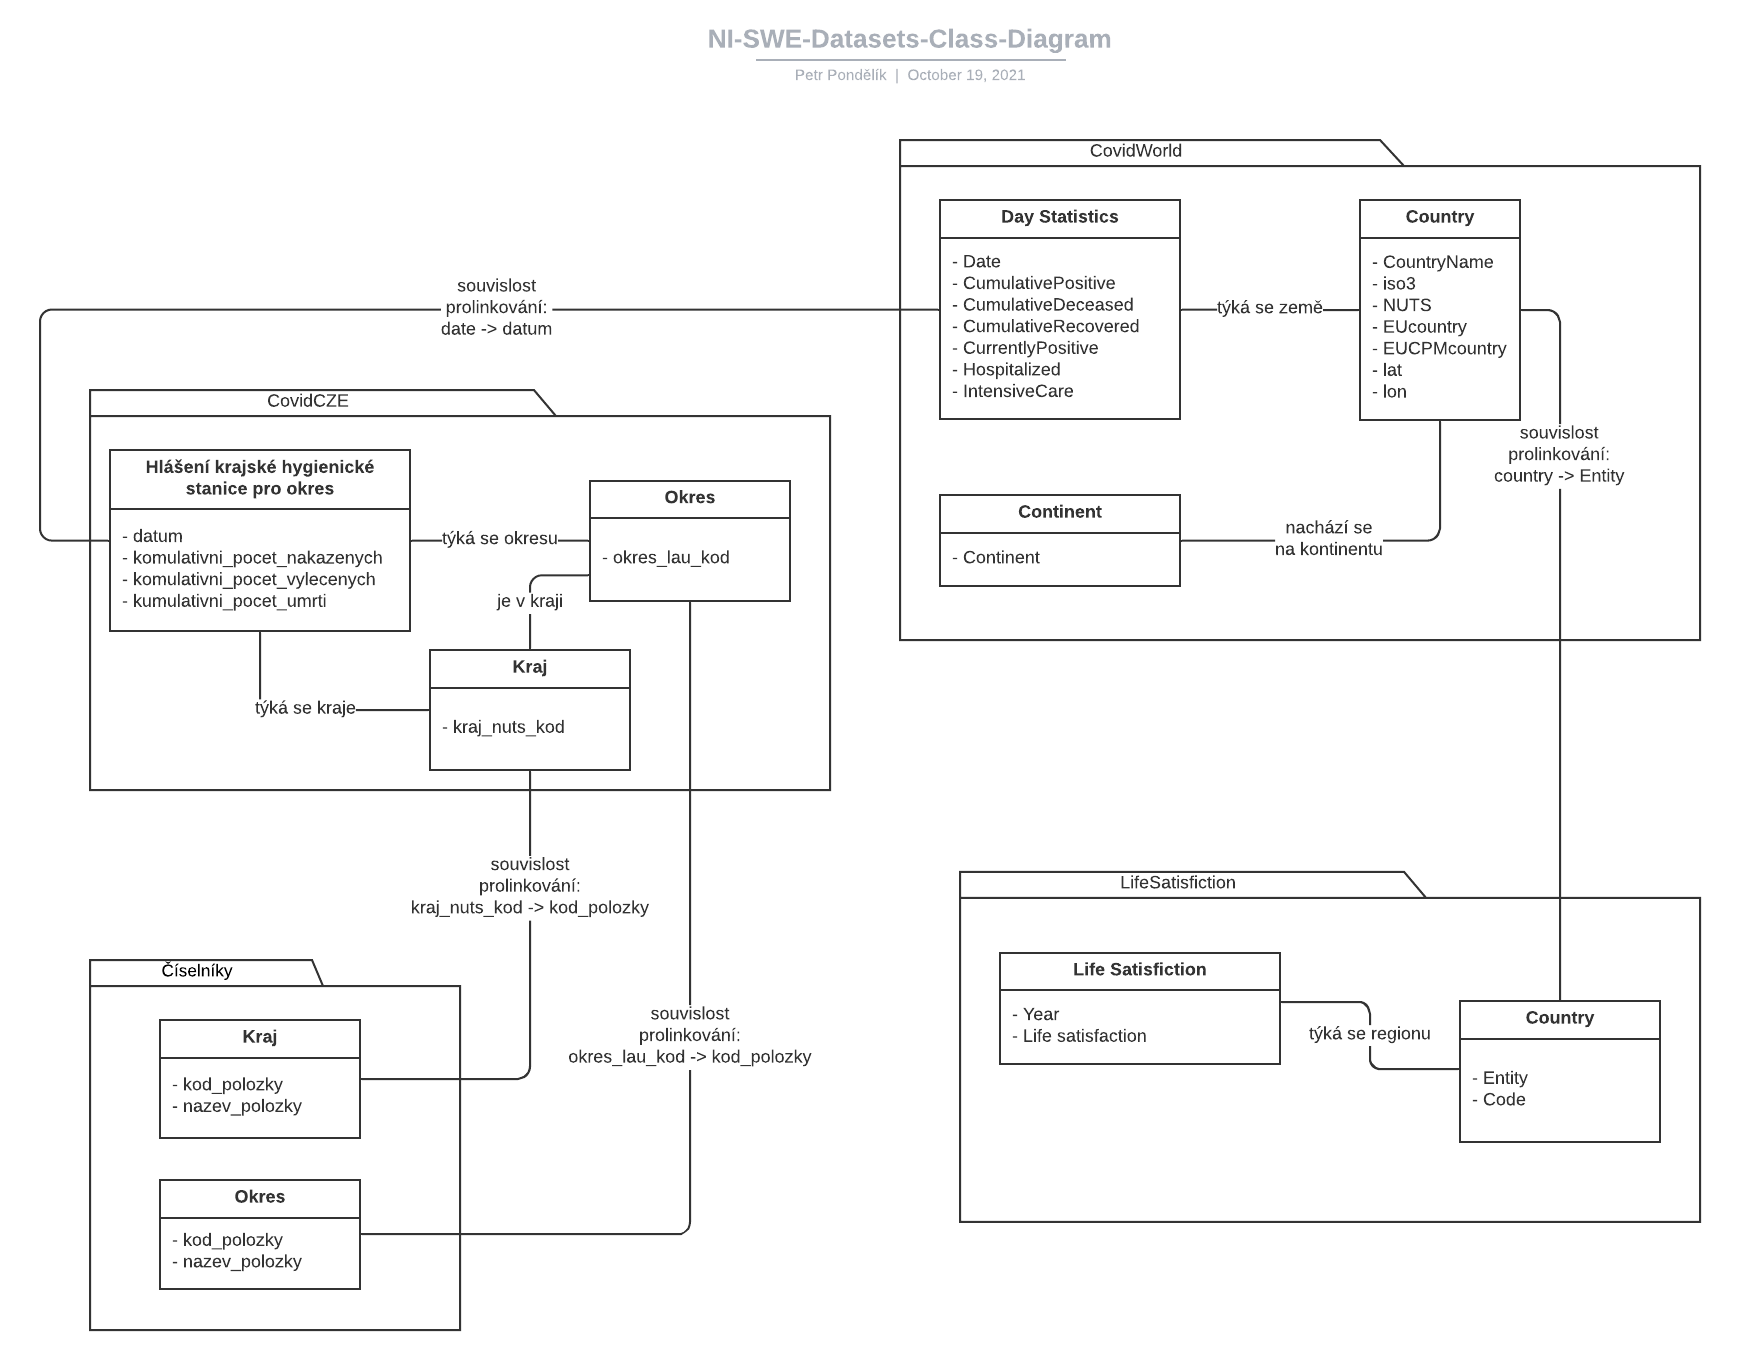 NI-SWE-Datasets-Class-Diagram
Petr Pondělík | October 19, 2021
CovidWorld
Day Statistics
- Date
- CumulativePositive
- CumulativeDeceased
- CumulativeRecovered
- CurrentlyPositive
- Hospitalized
- IntensiveCare
týká se země
Country
- CountryName
- iso3
- NUTS
- EUcountry
- EUCPMcountry
- lat
- lon
Continent
- Continent
nachází se
na kontinentu
souvislost
prolinkování:
country -> Entity
souvislost
prolinkování:
date -> datum
CovidCZE
Hlášení krajské hygienické
stanice pro okres
- datum
- komulativni_pocet_nakazenych
- komulativni_pocet_vylecenych
- kumulativni_pocet_umrti
týká se okresu
Okres
- okres_lau_kod
je v kraji
Kraj
- kraj_nuts_kod
týká se kraje
souvislost
prolinkování:
kraj_nuts_kod -> kod_polozky
souvislost
prolinkování:
okres_lau_kod -> kod_polozky
Číselníky
Kraj
- kod_polozky
- nazev_polozky
Okres
- kod_polozky
- nazev_polozky
LifeSatisfiction
Life Satisfiction
- Year
- Life satisfaction
týká se regionu
Country
- Entity
- Code